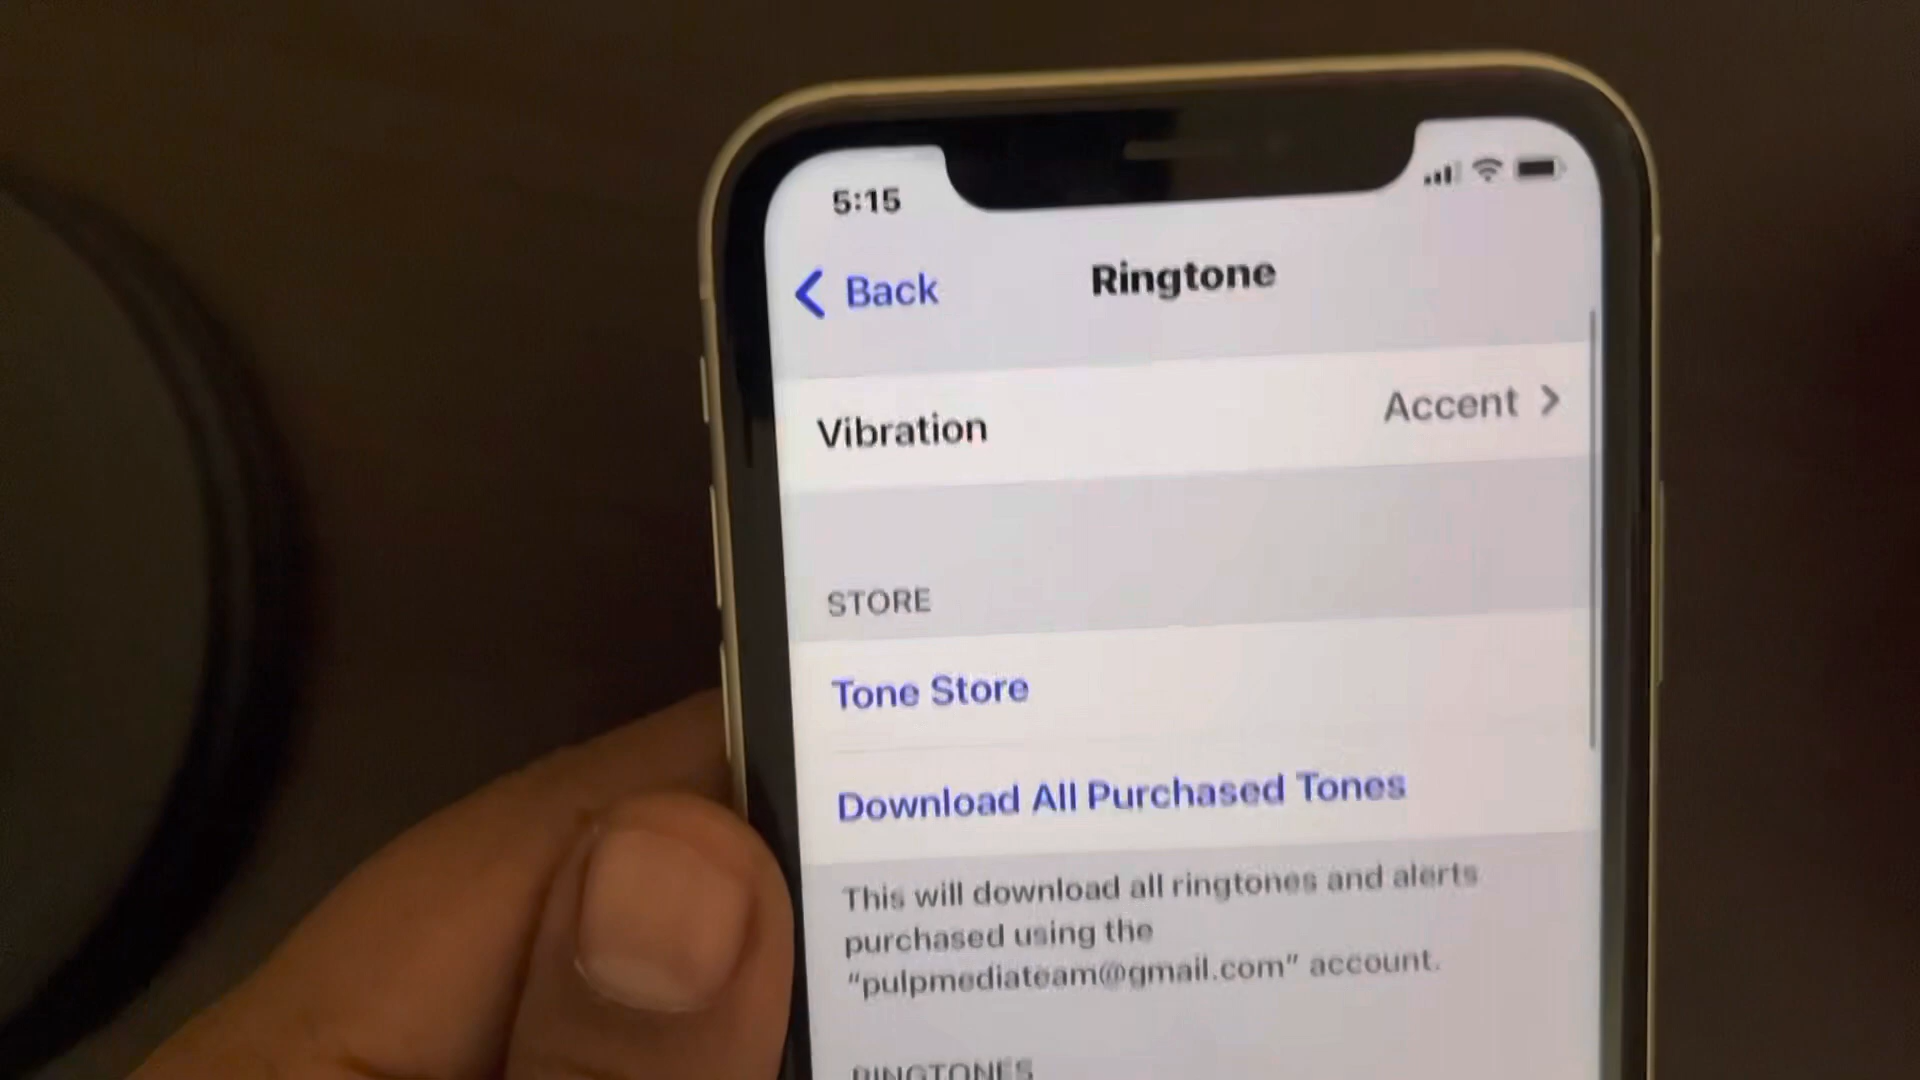 5:15
Back
Ringtone
Vibration
Accent
STORE
Tone Store
Download All Purchased Tones
This will download all ringtones and alerts
purchased using the
“pulpmediateam@gmail.com” account.
RINGTONES